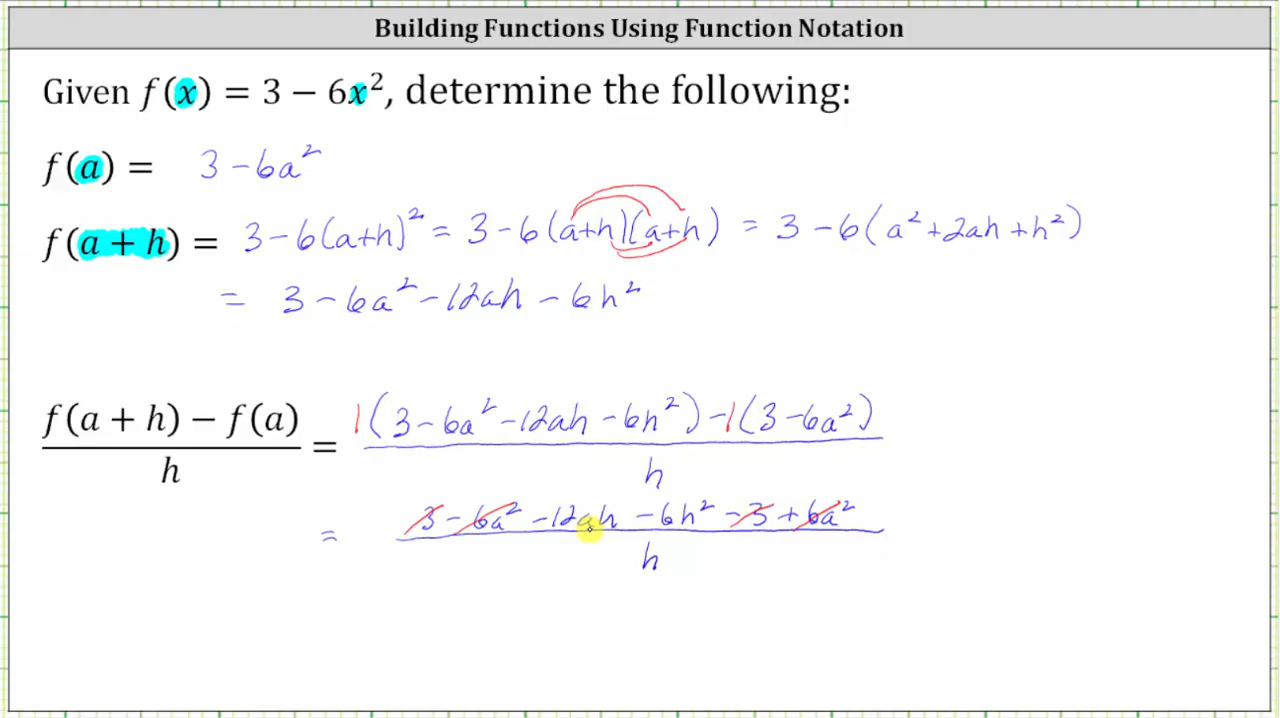 Building Functions Using Function Notation
Given f(x) = 3 − 6x², determine the following:
f(a) = 3 − 6a²
f(a + h) = 3 − 6(a+h)² = 3 − 6(a+h)(a+h) = 3 − 6(a² + 2ah + h²)
= 3 − 6a² − 12ah − 6h²
f(a + h) − f(a) = 1(3 − 6a² − 12ah − 6h²) − 1(3 − 6a²)
h h
= 3 − 6a² − 12ah − 6h² − 3 + 6a²
h